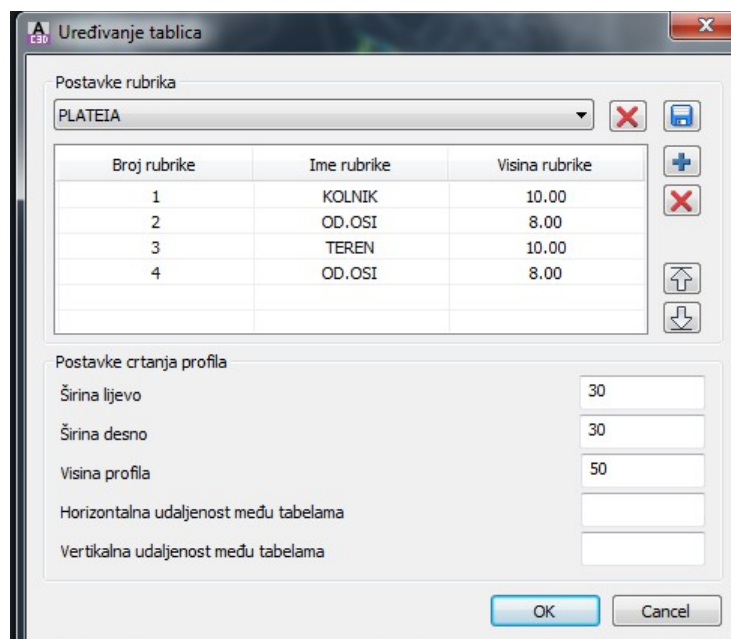 A
C3D
Uređivanje tablica
Postavke rubrika
PLATEIA
Broj rubrike Ime rubrike Visina rubrike
1 KOLNIK 10.00
2 OD.OSI 8.00
3 TEREN 10.00
4 OD.OSI 8.00
Postavke crtanja profila
Širina lijevo 30
Širina desno 30
Visina profila 50
Horizontalna udaljenost među tabelama
Vertikalna udaljenost među tabelama
OK Cancel